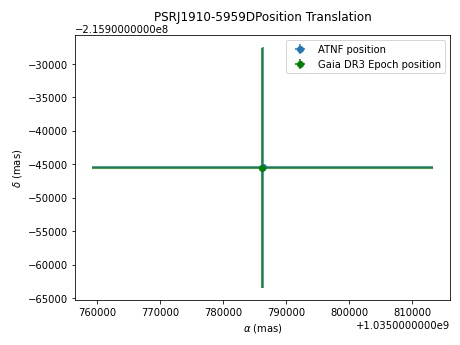 PSRJ1910-5959DPosition Translation
−2.1590000000e8
ATNF position
Gaia DR3 Epoch position
−30000
−35000
−40000
−45000
−50000
−55000
−60000
−65000
δ (mas)
760000 770000 780000 790000 800000 810000
α (mas)
+1.0350000000e9